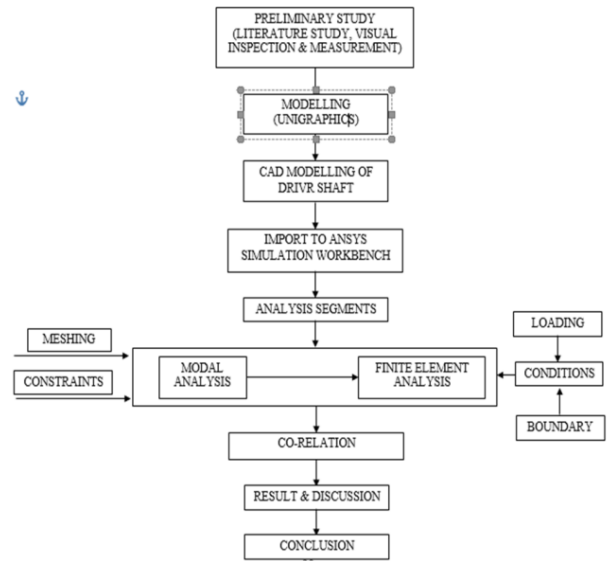 PRELIMINARY STUDY
(LITERATURE STUDY, VISUAL
INSPECTION & MEASUREMENT)
MODELLING
(UNIGRAPHICS)
CAD MODELLING OF
DRIVR SHAFT
IMPORT TO ANSYS
SIMULATION WORKBENCH
ANALYSIS SEGMENTS
MESHING
CONSTRAINTS
MODAL
ANALYSIS
FINITE ELEMENT
ANALYSIS
LOADING
CONDITIONS
BOUNDARY
CO-RELATION
RESULT & DISCUSSION
CONCLUSION